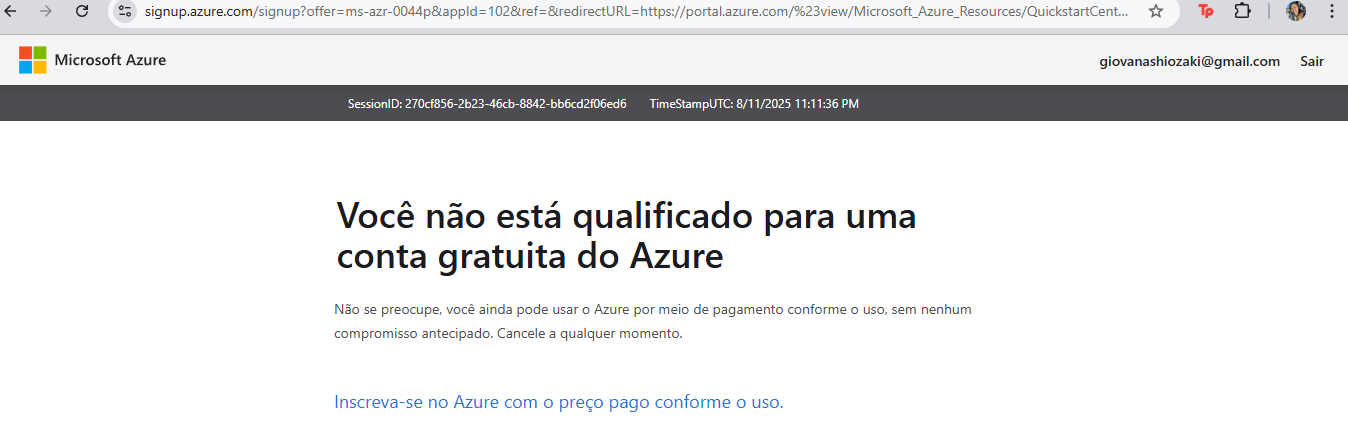 signup.azure.com/signup?offer=ms-azr-0044p&appId=102&ref=&redirectURL=https://portal.azure.com/%23view/Microsoft_Azure_Resources/QuickstartCent...
Tp
Microsoft Azure
giovanashiozaki@gmail.com Sair
SessionID: 270cf856-2b23-46cb-8842-bb6cd2f06ed6 TimeStampUTC: 8/11/2025 11:11:36 PM
Você não está qualificado para uma
conta gratuita do Azure
Não se preocupe, você ainda pode usar o Azure por meio de pagamento conforme o uso, sem nenhum
compromisso antecipado. Cancele a qualquer momento.
Inscreva-se no Azure com o preço pago conforme o uso.